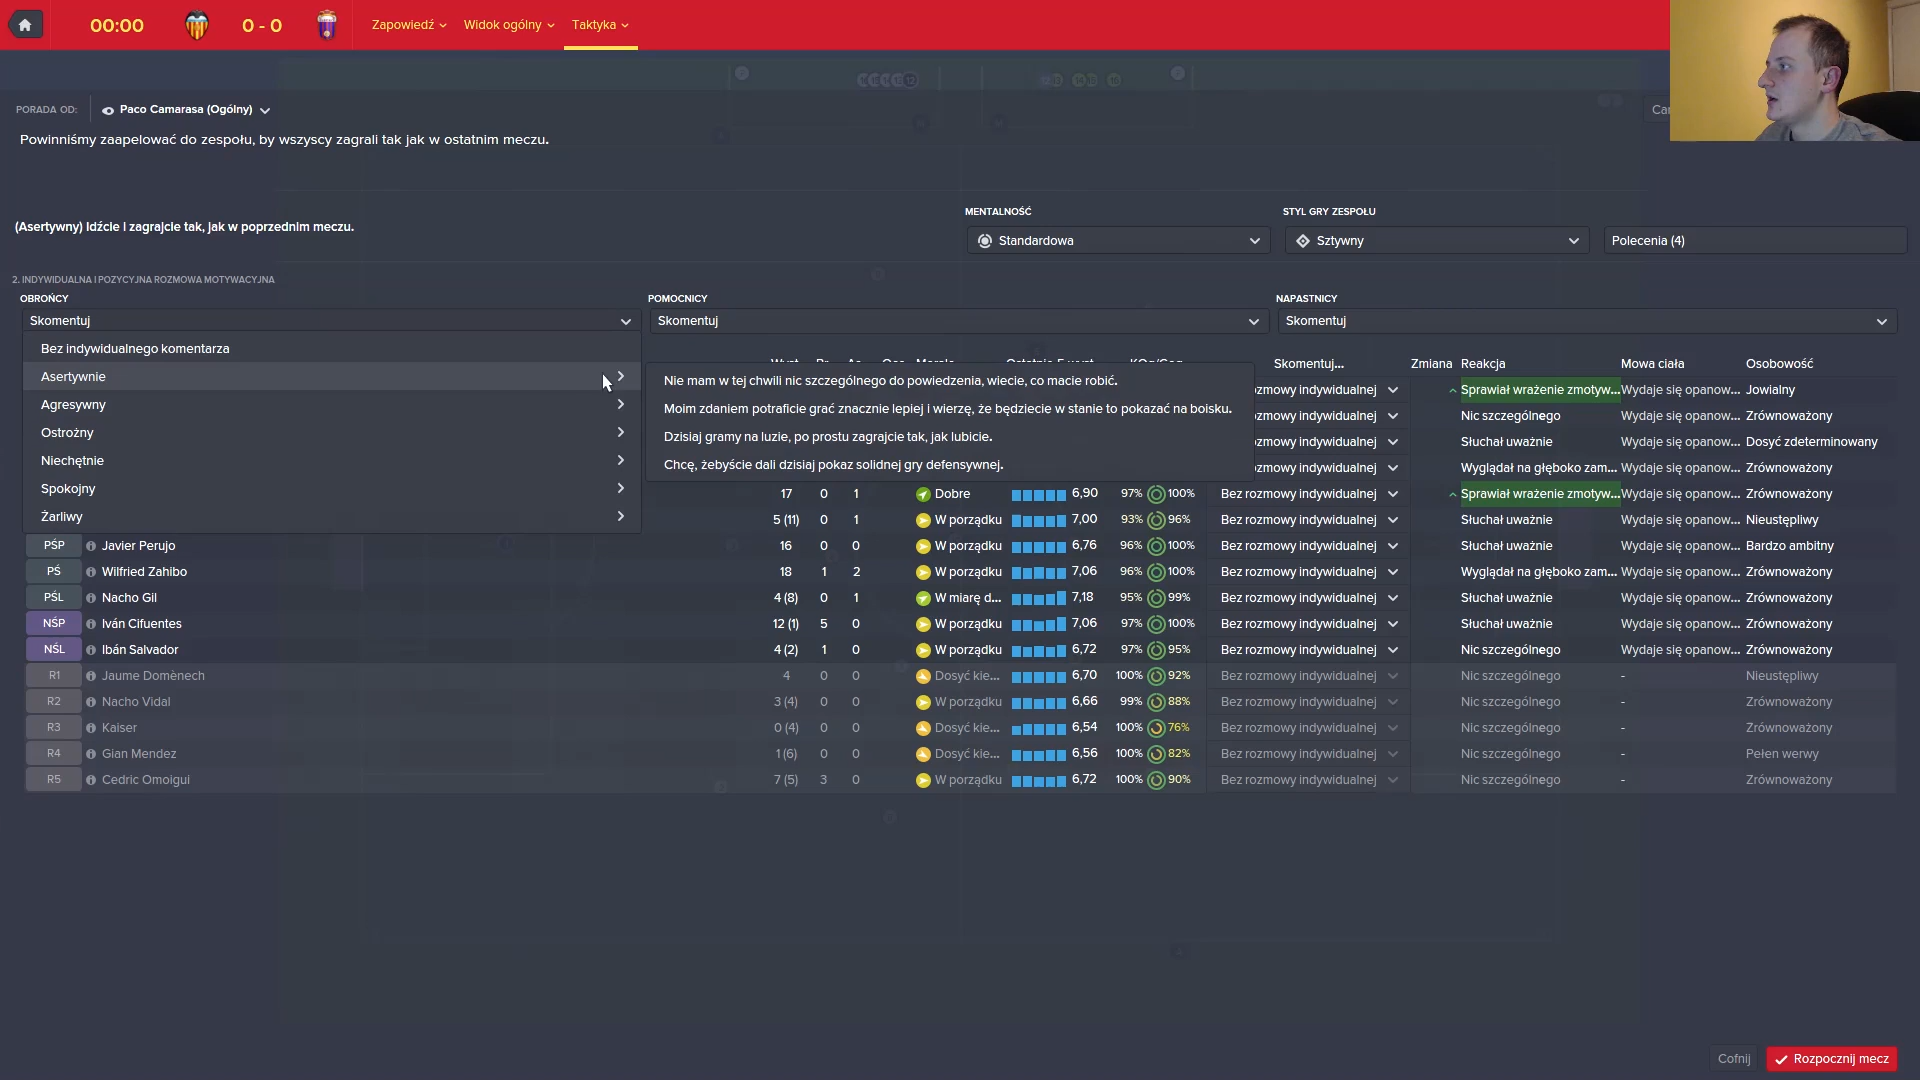 00:00
0 - 0
Zapowiedź
Widok ogólny
Taktyka
PORADA OD:
Paco Camarasa (Ogólny)
Powinniśmy zaapelować do zespołu, by wszyscy zagrali tak jak w ostatnim meczu.
(Asertywny) Idźcie i zagrajcie tak, jak w poprzednim meczu.
MENTALNOŚĆ
STYL GRY ZESPOŁU
Standardowa
Sztywny
Polecenia (4)
2. INDYWIDUALNA I POZYCYJNA ROZMOWA MOTYWACYJNA
OBROŃCY
POMOCNICY
NAPASTNICY
Skomentuj
Skomentuj
Skomentuj
Bez indywidualnego komentarza
Asertywnie
Agresywny
Ostrożny
Niechętnie
Spokojny
Żarliwy
Nie mam w tej chwili nic szczególnego do powiedzenia, wiecie, co macie robić.
Moim zdaniem potraficie grać znacznie lepiej i wierzę, że będziecie w stanie to pokazać na boisku.
Dzisiaj gramy na luzie, po prostu zagrajcie tak, jak lubicie.
Chcę, żebyście dali dzisiaj pokaz solidnej gry defensywnej.
Skomentuj... Zmiana Reakcja Mowa ciała Osobowość
rozmowy indywidualnej Sprawiał wrażenie zmotyw... Wydaje się opanow... Jowialny
rozmowy indywidualnej Nic szczególnego Wydaje się opanow... Zrównoważony
rozmowy indywidualnej Słuchał uważnie Wydaje się opanow... Dosyć zdeterminowany
rozmowy indywidualnej Wyglądał na głęboko zam... Wydaje się opanow... Zrównoważony
17 0 1 Dobre 6,90 97% 100% Bez rozmowy indywidualnej Sprawiał wrażenie zmotyw... Wydaje się opanow... Zrównoważony
5 (11) 0 1 W porządku 7,00 93% 96% Bez rozmowy indywidualnej Słuchał uważnie Wydaje się opanow... Nieustępliwy
PŚP Javier Perujo 16 0 0 W porządku 6,76 96% 100% Bez rozmowy indywidualnej Słuchał uważnie Wydaje się opanow... Bardzo ambitny
PŚ Wilfried Zahibo 18 1 2 W porządku 7,06 96% 100% Bez rozmowy indywidualnej Wyglądał na głęboko zam... Wydaje się opanow... Zrównoważony
PŚL Nacho Gil 4 (8) 0 1 W miarę d... 7,18 95% 99% Bez rozmowy indywidualnej Słuchał uważnie Wydaje się opanow... Zrównoważony
NŚP Iván Cifuentes 12 (1) 5 0 W porządku 7,06 97% 100% Bez rozmowy indywidualnej Słuchał uważnie Wydaje się opanow... Zrównoważony
NŚL Ibán Salvador 4 (2) 1 0 W porządku 6,72 97% 95% Bez rozmowy indywidualnej Nic szczególnego Wydaje się opanow... Zrównoważony
R1 Jaume Domènech 4 0 0 Dosyć kie... 6,70 100% 92% Bez rozmowy indywidualnej Nic szczególnego - Nieustępliwy
R2 Nacho Vidal 3 (4) 0 0 W porządku 6,66 99% 88% Bez rozmowy indywidualnej Nic szczególnego - Zrównoważony
R3 Kaiser 0 (4) 0 0 Dosyć kie... 6,54 100% 76% Bez rozmowy indywidualnej Nic szczególnego - Zrównoważony
R4 Gian Mendez 1 (6) 0 0 Dosyć kie... 6,56 100% 82% Bez rozmowy indywidualnej Nic szczególnego - Pełen werwy
R5 Cedric Omoigui 7 (5) 3 0 W porządku 6,72 100% 90% Bez rozmowy indywidualnej Nic szczególnego - Zrównoważony
Cofnij
Rozpocznij mecz